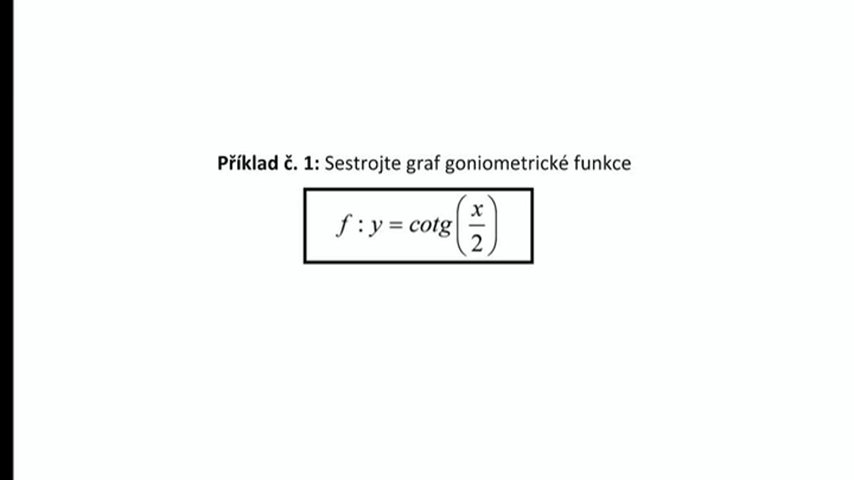 Příklad č. 1: Sestrojte graf goniometrické funkce
f : y = cotg(x/2)